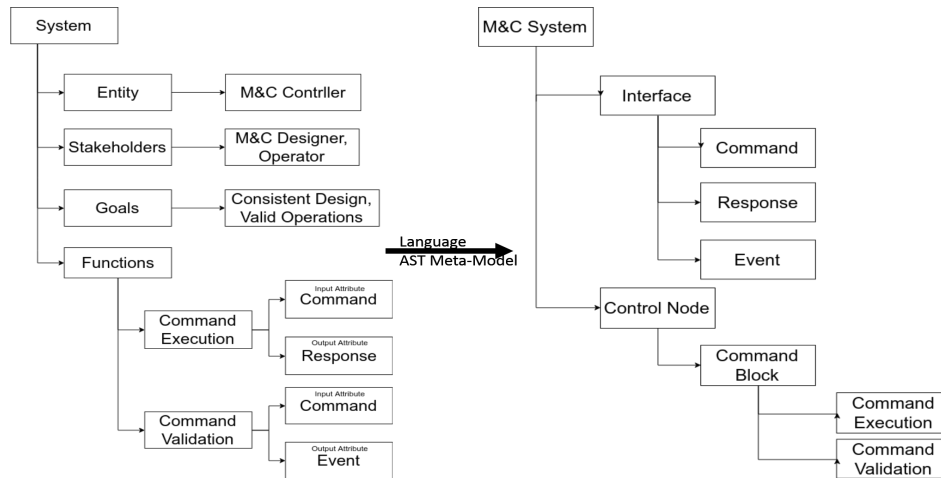 System
Entity
M&C Contrller
Stakeholders
M&C Designer,
Operator
Goals
Consistent Design,
Valid Operations
Functions
Command
Execution
Input Attribute
Command
Output Attribute
Response
Command
Validation
Input Attribute
Command
Output Attribute
Event
Language
AST Meta-Model
M&C System
Interface
Command
Response
Event
Control Node
Command
Block
Command
Execution
Command
Validation